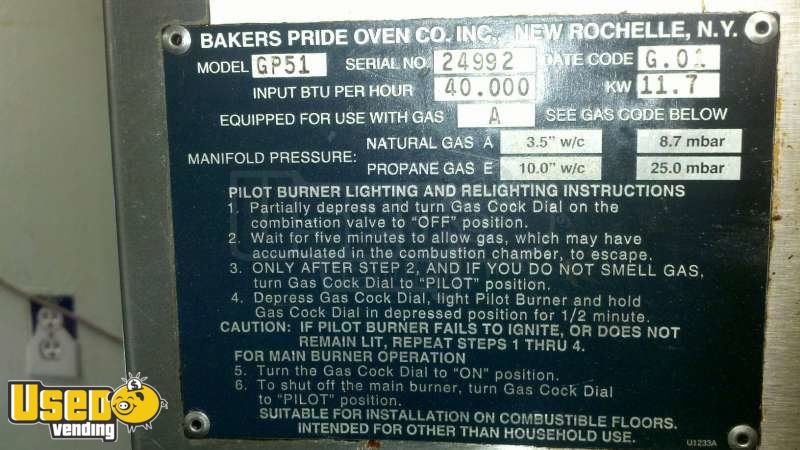 BAKERS PRIDE OVEN CO. INC., NEW ROCHELLE, N.Y.
MODEL GP51 SERIAL NO. 24992 DATE CODE G.01
INPUT BTU PER HOUR 40.000 KW 11.7
EQUIPPED FOR USE WITH GAS A SEE GAS CODE BELOW
MANIFOLD PRESSURE:
NATURAL GAS A 3.5" w/c 8.7 mbar
PROPANE GAS E 10.0" w/c 25.0 mbar
PILOT BURNER LIGHTING AND RELIGHTING INSTRUCTIONS
1. Partially depress and turn Gas Cock Dial on the
combination valve to "OFF" position.
2. Wait for five minutes to allow gas, which may have
accumulated in the combustion chamber, to escape.
3. ONLY AFTER STEP 2, AND IF YOU DO NOT SMELL GAS,
turn Gas Cock Dial to "PILOT" position.
4. Depress Gas Cock Dial, light Pilot Burner and hold
Gas Cock Dial in depressed position for 1/2 minute.
CAUTION: IF PILOT BURNER FAILS TO IGNITE, OR DOES NOT
REMAIN LIT, REPEAT STEPS 1 THRU 4.
FOR MAIN BURNER OPERATION
5. Turn the Gas Cock Dial to "ON" position.
6. To shut off the main burner, turn Gas Cock Dial
to "PILOT" position.
SUITABLE FOR INSTALLATION ON COMBUSTIBLE FLOORS.
INTENDED FOR OTHER THAN HOUSEHOLD USE.
U1233A
USED
vending